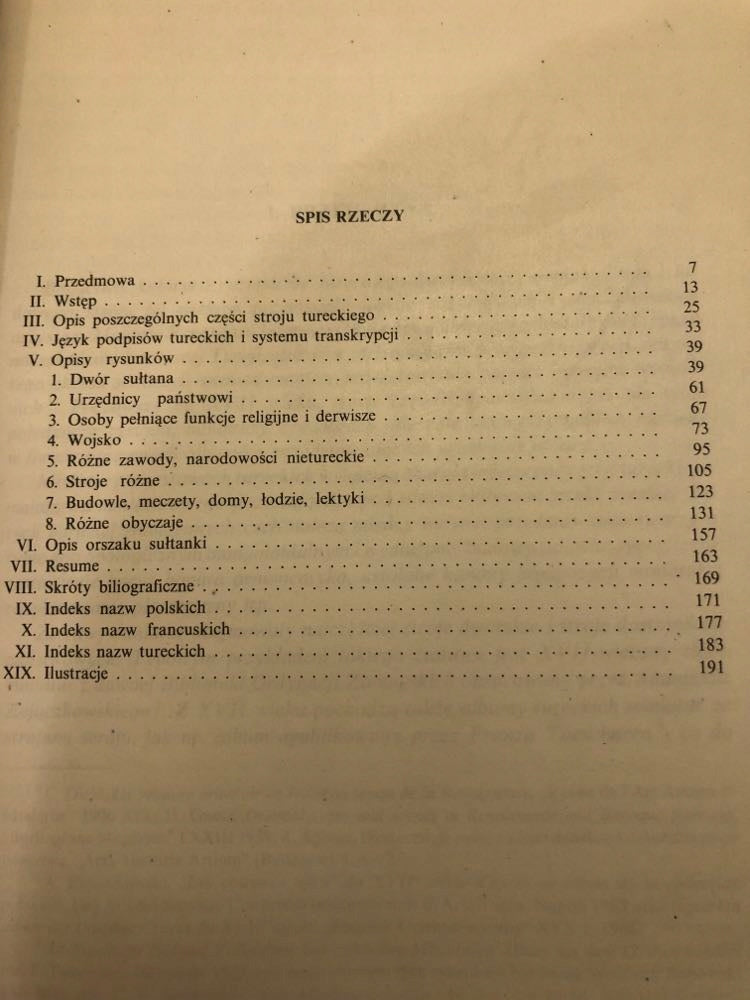 SPIS RZECZY
I. Przedmowa . . . . . . . . . . . . . . . . . . . . 7
II. Wstęp . . . . . . . . . . . . . . . . . . . . 13
III. Opis poszczególnych części stroju tureckiego . . . . . . . . . . 25
IV. Język podpisów tureckich i systemu transkrypcji . . . . . . . . . . 33
V. Opisy rysunków . . . . . . . . . . . . . . . . . . . . 39
1. Dwór sułtana . . . . . . . . . . . . . . . . . . . . 39
2. Urzędnicy państwowi . . . . . . . . . . . . . . . . . . . . 61
3. Osoby pełniące funkcje religijne i derwisze . . . . . . . . . . 67
4. Wojsko . . . . . . . . . . . . . . . . . . . . 73
5. Różne zawody, narodowości nietureckie . . . . . . . . . . 95
6. Stroje różne . . . . . . . . . . . . . . . . . . . . 105
7. Budowle, meczety, domy, łodzie, lektyki . . . . . . . . . . 123
8. Różne obyczaje . . . . . . . . . . . . . . . . . . . . 131
VI. Opis orszaku sułtanki . . . . . . . . . . . . . . . . . . . . 157
VII. Resume . . . . . . . . . . . . . . . . . . . . 163
VIII. Skróty biliograficzne . . . . . . . . . . . . . . . . . . . . 169
IX. Indeks nazw polskich . . . . . . . . . . . . . . . . . . . . 171
X. Indeks nazw francuskich . . . . . . . . . . . . . . . . . . . . 177
XI. Indeks nazw tureckich . . . . . . . . . . . . . . . . . . . . 183
XIX. Ilustracje . . . . . . . . . . . . . . . . . . . . 191